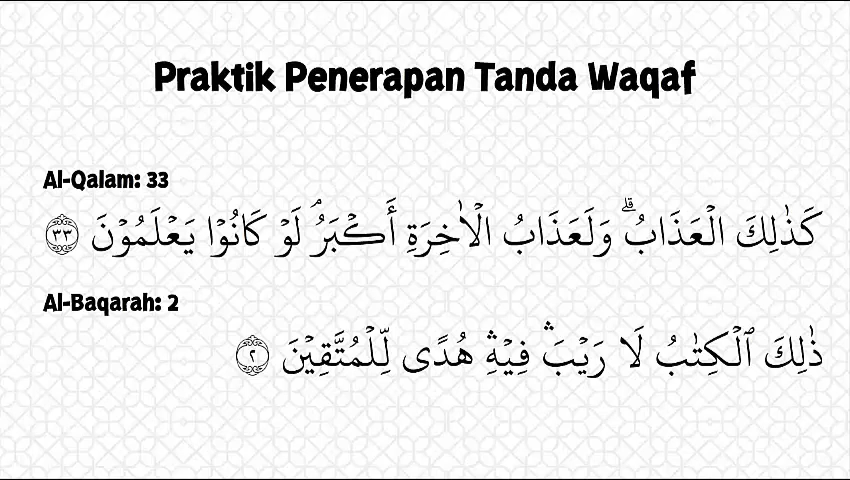 Praktik Penerapan Tanda Waqaf
Al-Qalam: 33
كَذٰلِكَ الْعَذَابُۗ وَلَعَذَابُ الْاٰخِرَةِ اَكْبَرُۘ لَوْ كَانُوْا يَعْلَمُوْنَ ۝٣٣
Al-Baqarah: 2
ذٰلِكَ الْكِتٰبُ لَا رَيْبَۛ فِيْهِۛ هُدًى لِّلْمُتَّقِيْنَ ۝٢